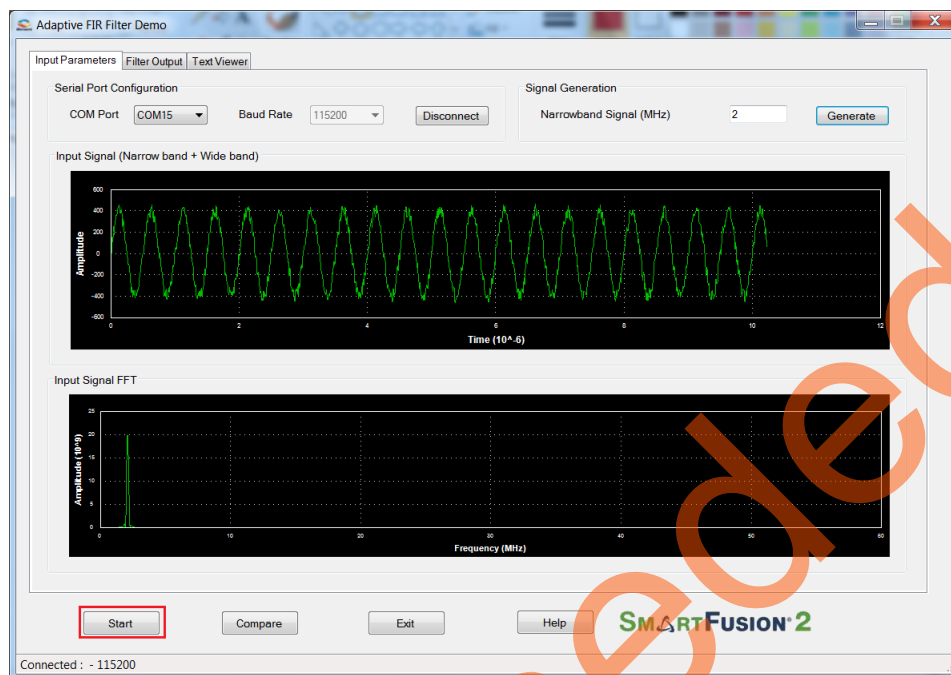 Adaptive FIR Filter Demo
Input Parameters Filter Output Text Viewer
Serial Port Configuration
COM Port COM15 Baud Rate 115200 Disconnect
Signal Generation
Narrowband Signal (MHz) 2 Generate
Input Signal (Narrow band + Wide band)
Amplitude
600
400
200
0
-200
-400
-600
0 2 4 6 8 10 12
Time (10^-6)
Input Signal FFT
Amplitude (10^9)
25
20
15
10
5
0
0 10 20 30 40 50 60
Frequency (MHz)
Start Compare Exit Help SMARTFUSION 2
Connected : - 115200
eded